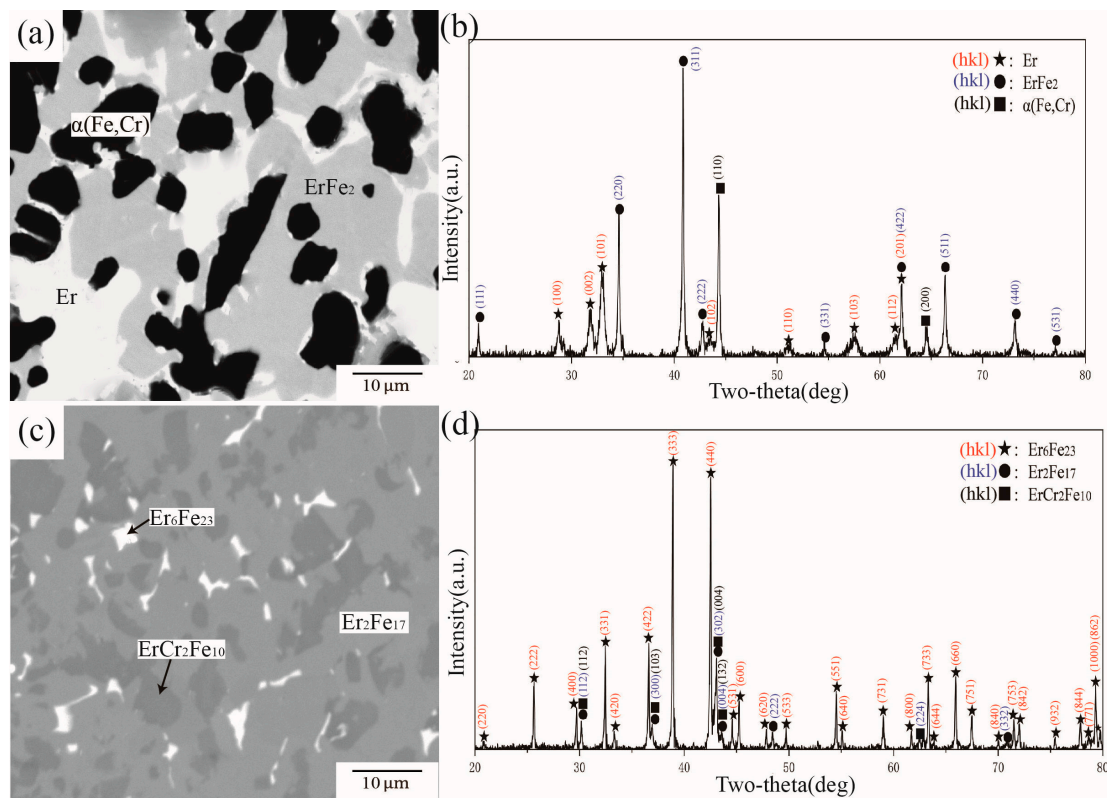 (a)
α(Fe,Cr)
ErFe2
Er
10 μm
(b)
(hkl) ★: Er
(hkl) ●: ErFe2
(hkl) ■: α(Fe,Cr)
(111)
(100)
(002)
(101)
(220)
(311)
(222)
(102)
(110)
(110)
(331)
(103)
(112)
(201) (422)
(200)
(511)
(440)
(531)
Intensity(a.u.)
20 30 40 50 60 70 80
Two-theta(deg)
(c)
Er6Fe23
Er2Fe17
ErCr2Fe10
10 μm
(d)
(hkl) ★: Er6Fe23
(hkl) ●: Er2Fe17
(hkl) ■: ErCr2Fe10
(220)
(222)
(400)
(112) (112)
(331)
(420)
(422)
(300) (103)
(333)
(440)
(302) (004)
(004) (132)
(531)
(600)
(620)
(222)
(533)
(551)
(640)
(731)
(800)
(224)
(733)
(644)
(660)
(751)
(840)
(332)
(753)
(842)
(932)
(844)
(771)
(1000) (862)
Intensity(a.u.)
20 30 40 50 60 70 80
Two-theta(deg)